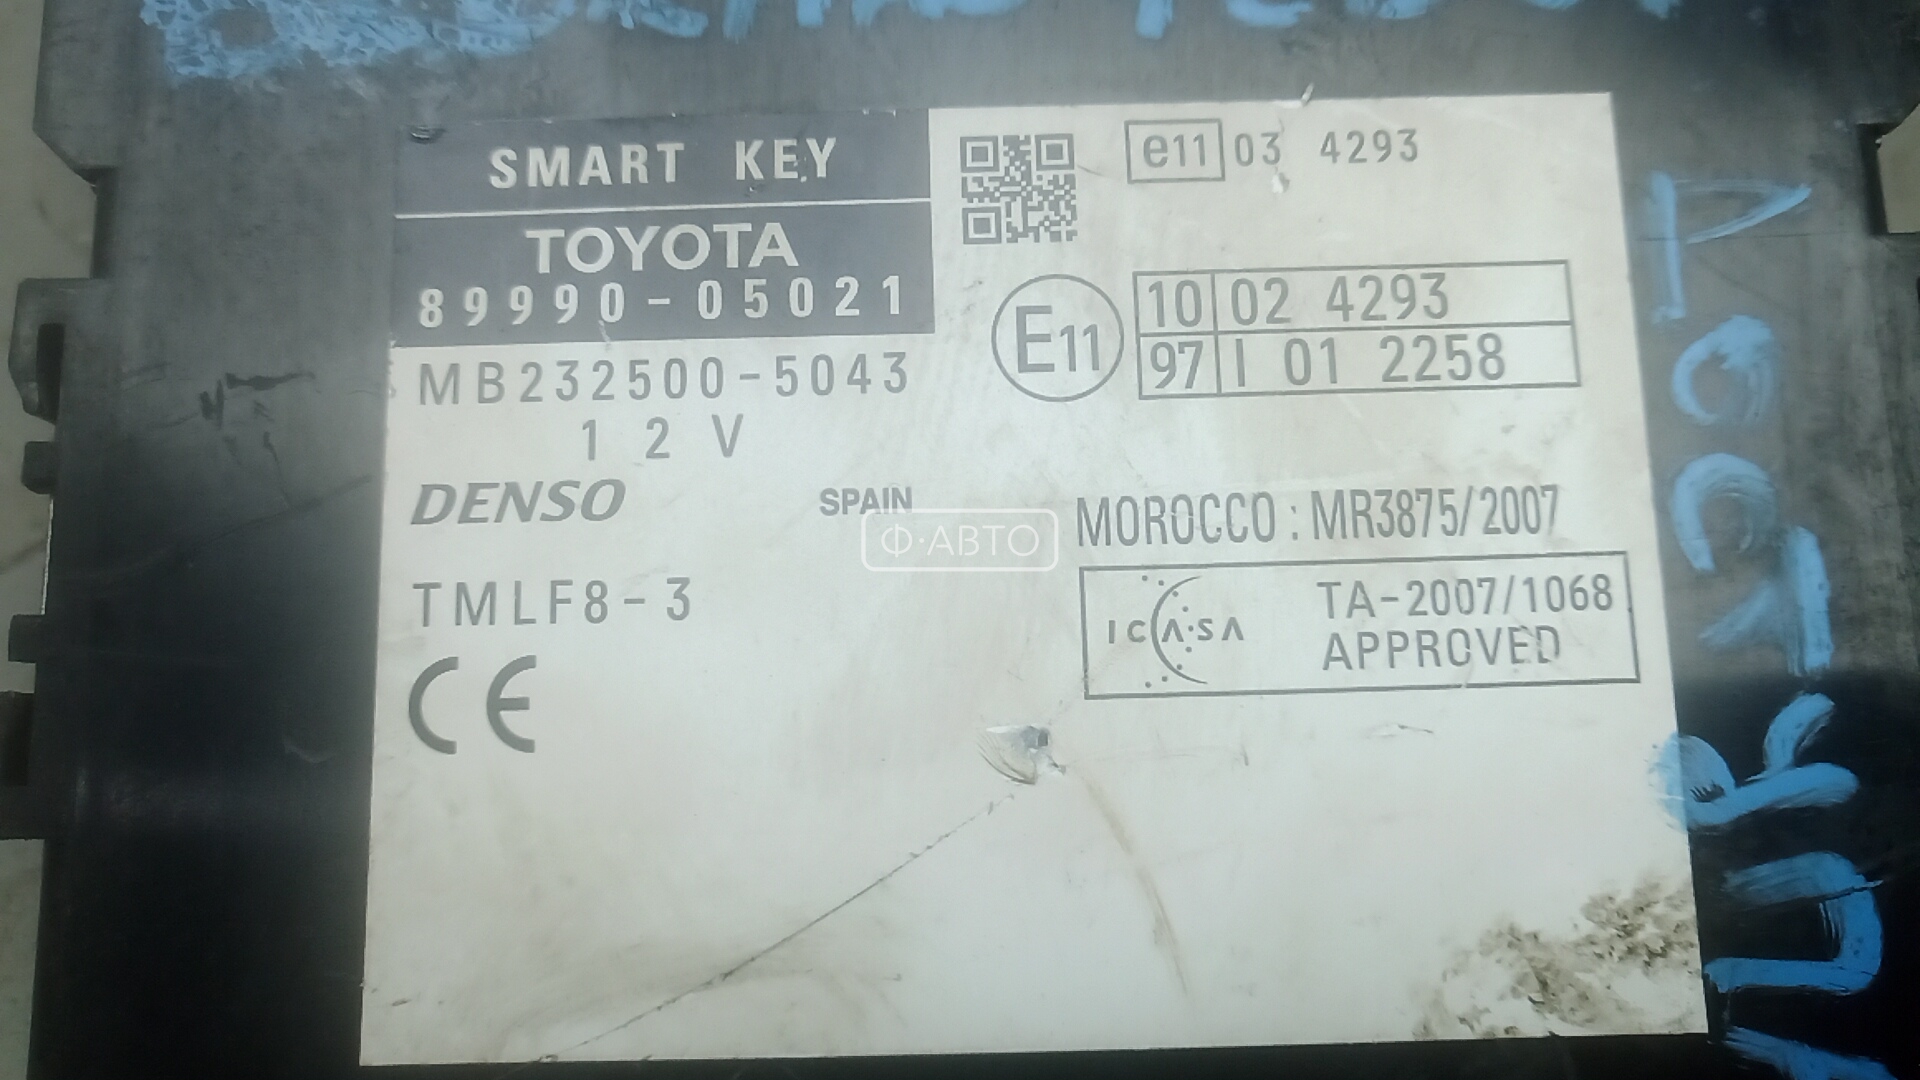 SMART KEY
TOYOTA
89990-05021
MB232500-5043
12V
DENSO
SPAIN
TMLF8-3
CE
e11 03 4293
E11
10 02 4293
97 I 01 2258
MOROCCO : MR3875/2007
ICASA
TA-2007/1068
APPROVED
Ф·АВТО